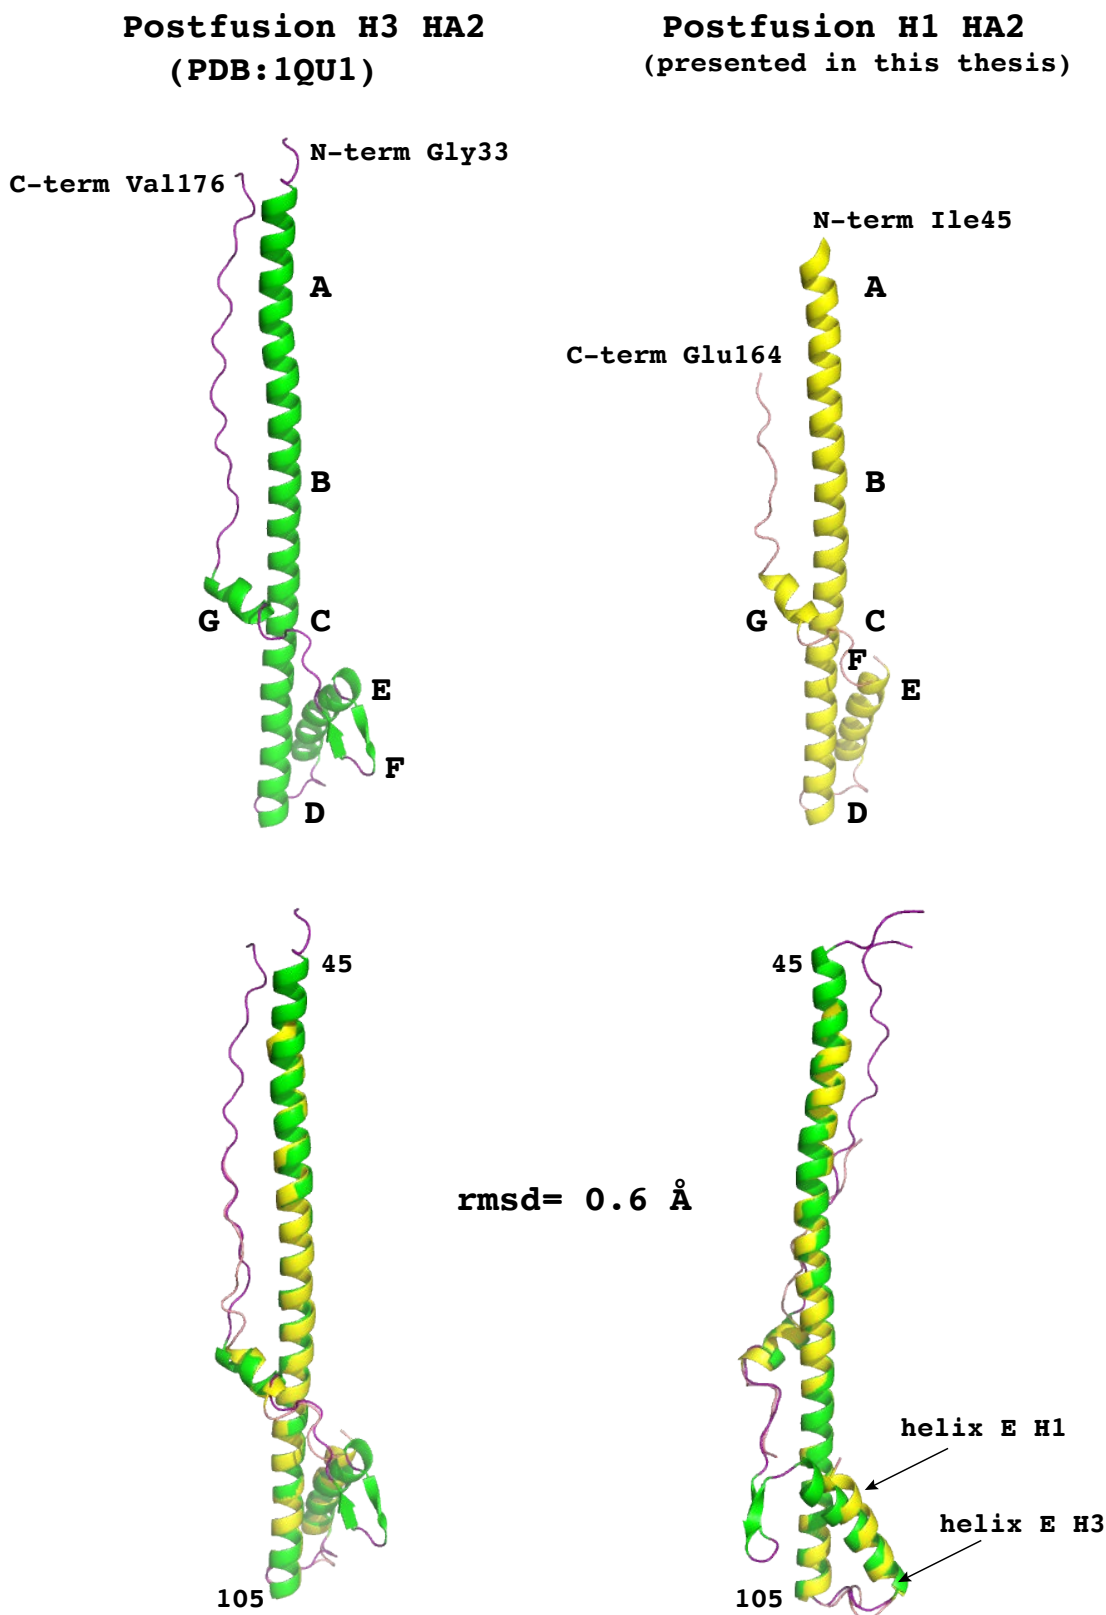 Postfusion H3 HA2
(PDB:1QU1)
Postfusion H1 HA2
(presented in this thesis)
N-term Gly33
C-term Val176
A
B
G
C
E
F
D
N-term Ile45
A
C-term Glu164
B
G
C
F
E
D
45
45
rmsd= 0.6 Å
helix E H1
helix E H3
105
105